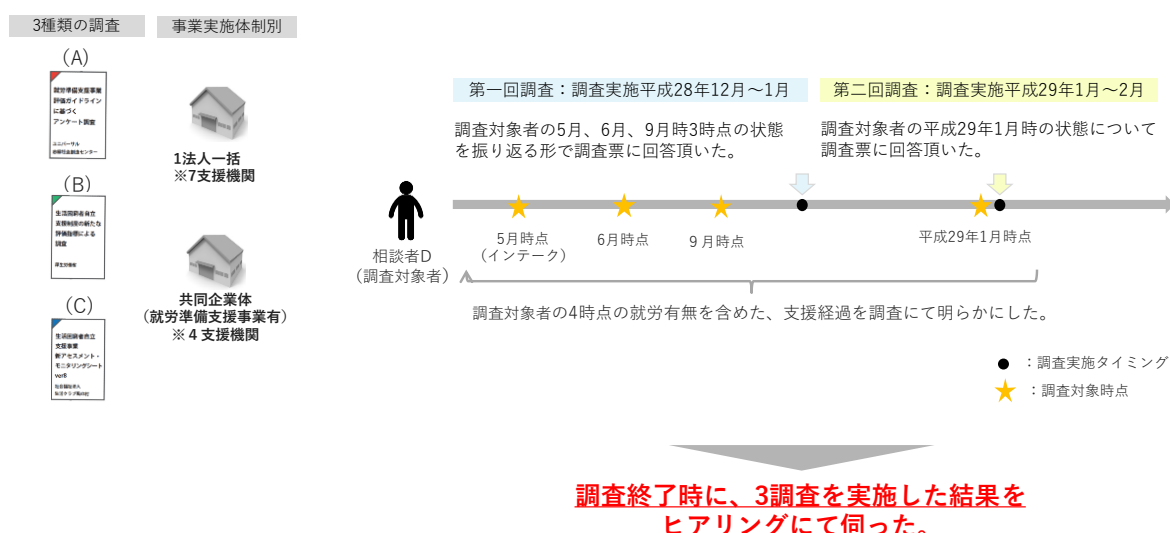 3種類の調査
事業実施体制別
（A）
就労準備支援事業
評価ガイドライン
に基づく
アンケート調査
ユニバーサル
（B）
生活困窮者自立
支援制度の新たな
評価指標による
調査
厚生労働省
（C）
生活困窮者自立
支援事業
新アセスメント・
モニタリングシート
ver8
社会福祉法人
1法人一括
※7支援機関
共同企業体
（就労準備支援事業有）
※４支援機関
第一回調査：調査実施平成28年12月～1月
調査対象者の5月、6月、9月時3時点の状態
を振り返る形で調査票に回答頂いた。
第二回調査：調査実施平成29年1月～2月
調査対象者の平成29年1月時の状態について
調査票に回答頂いた。
相談者D
（調査対象者）
5月時点
（インテーク）
6月時点
９月時点
平成29年1月時点
調査対象者の4時点の就労有無を含めた、支援経過を調査にて明らかにした。
：調査実施タイミング
：調査対象時点
調査終了時に、3調査を実施した結果を
ヒアリングにて伺った。